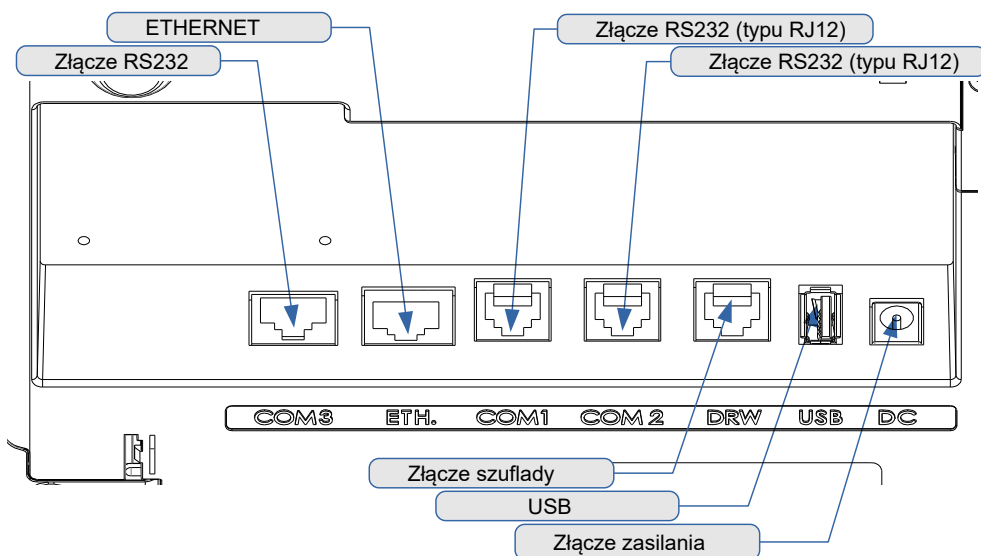 ETHERNET
Złącze RS232 (typu RJ12)
Złącze RS232
Złącze RS232 (typu RJ12)
COM3 ETH. COM1 COM 2 DRW USB DC
Złącze szuflady
USB
Złącze zasilania